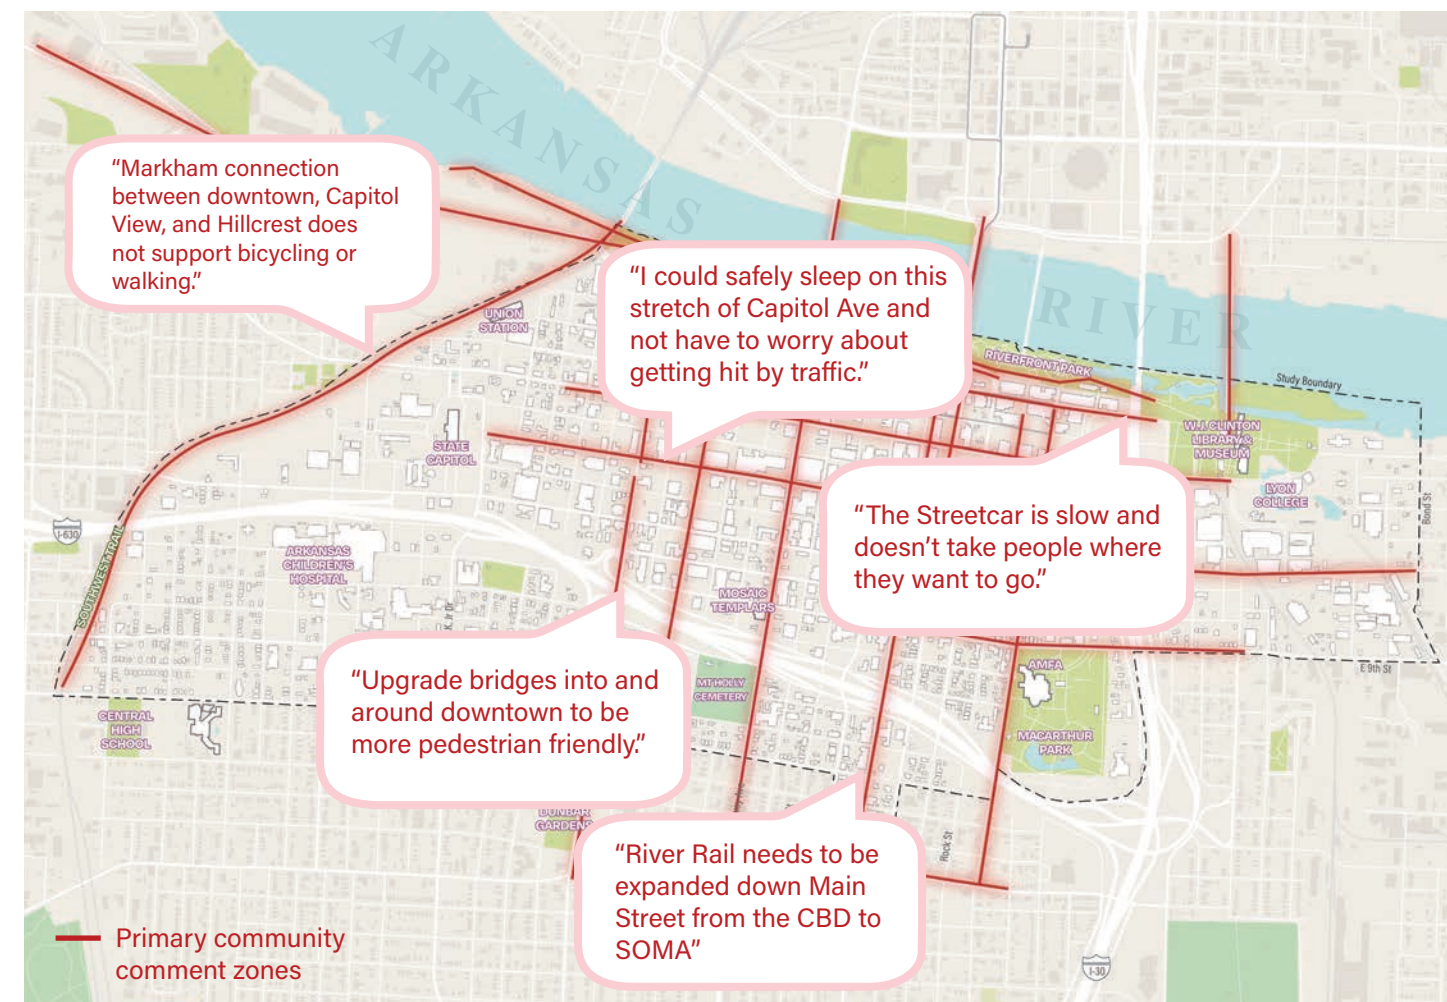 ARKANSAS
RIVER
“Markham connection
between downtown, Capitol
View, and Hillcrest does
not support bicycling or
walking.”
“I could safely sleep on this
stretch of Capitol Ave and
not have to worry about
getting hit by traffic.”
UNION
STATION
RIVERFRONT PARK
Study Boundary
STATE
CAPITOL
W.J. CLINTON
LIBRARY &
MUSEUM
LYON
COLLEGE
Bond St
I-630
SOUTHWEST TRAIL
ARKANSAS
CHILDREN'S
HOSPITAL
“The Streetcar is slow and
doesn’t take people where
they want to go.”
MOSAIC
TEMPLARS
Jr Dr
“Upgrade bridges into and
around downtown to be
more pedestrian friendly.”
MT HOLLY
CEMETERY
AMFA
E 9th St
CENTRAL
HIGH
SCHOOL
MACARTHUR
PARK
DUNBAR
GARDENS
Rock St
“River Rail needs to be
expanded down Main
Street from the CBD to
SOMA”
Primary community
comment zones
I-30